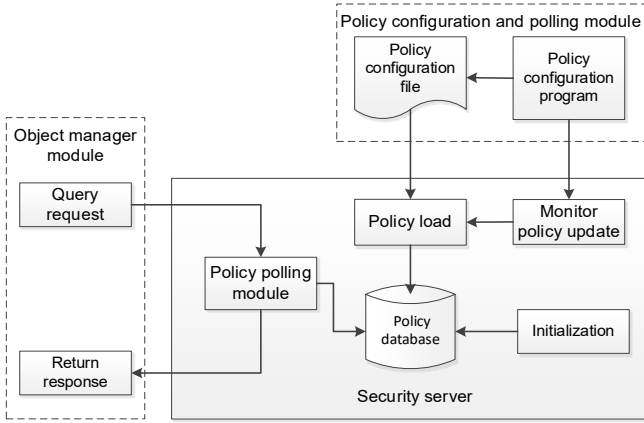 Policy configuration and polling module
Policy
configuration
file
Policy
configuration
program
Object manager
module
Query
request
Policy load
Monitor
policy update
Policy polling
module
Policy
database
Initialization
Return
response
Security server